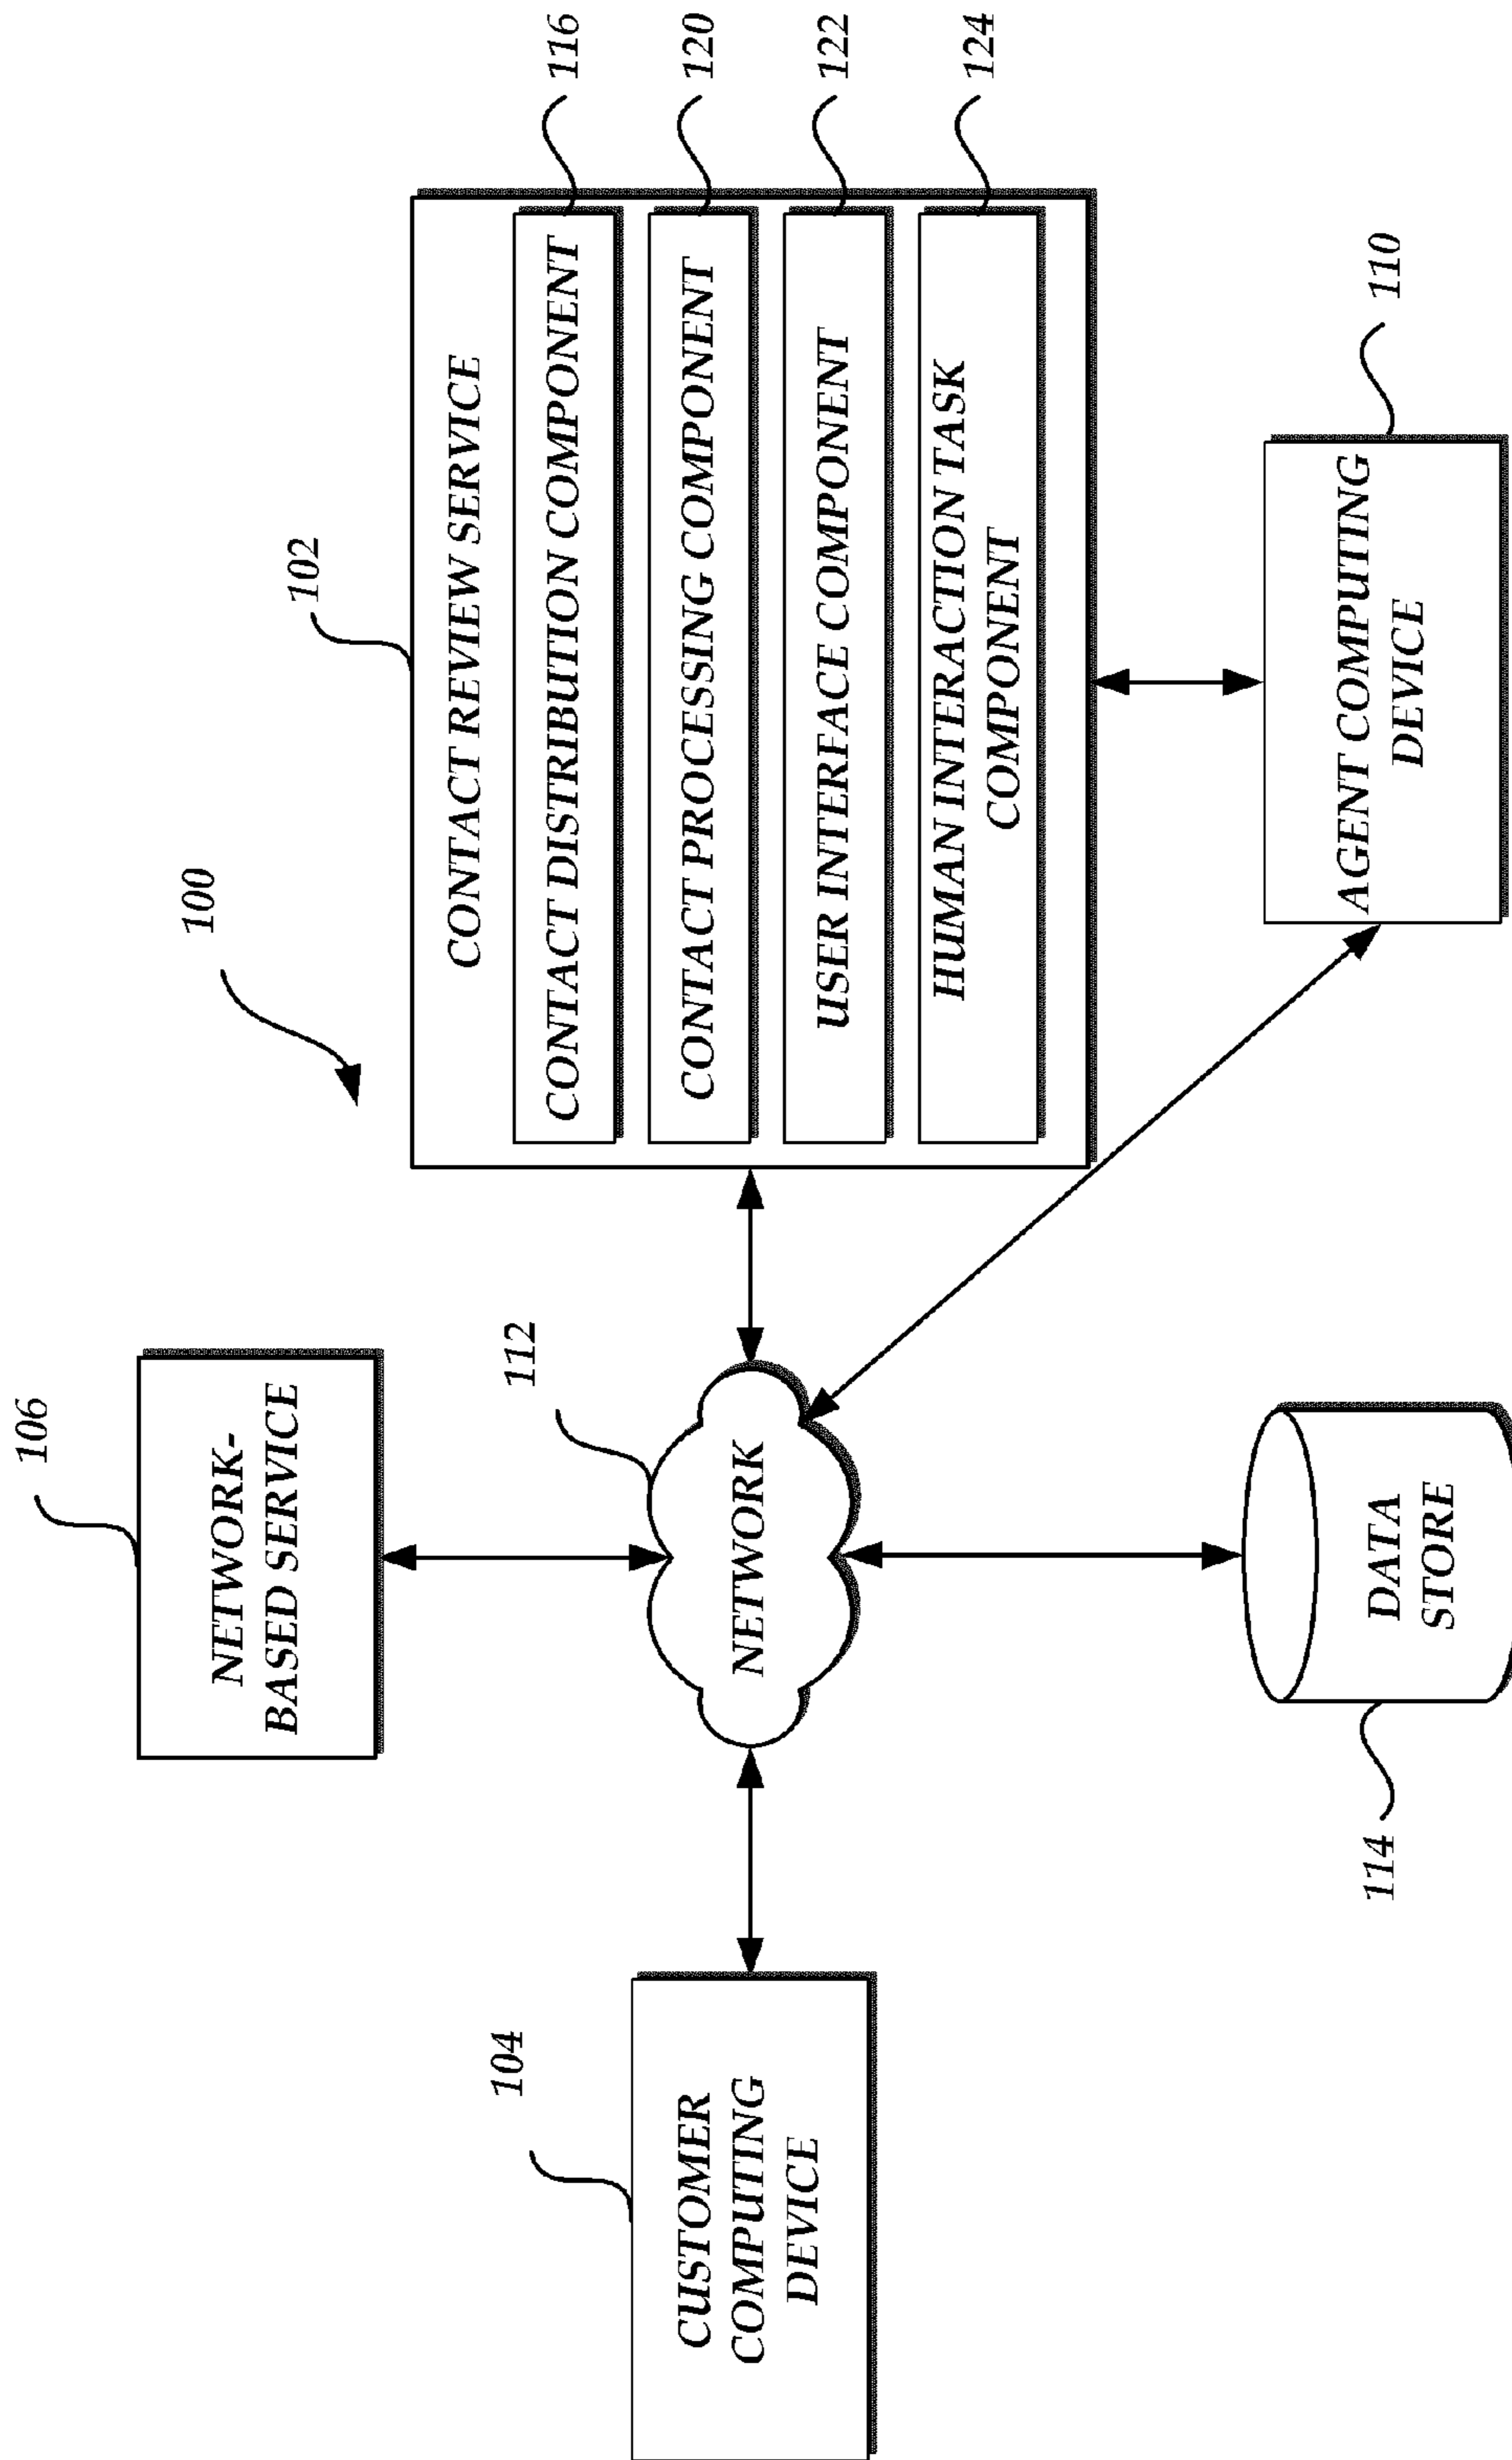 100
106
NETWORK-
BASED SERVICE
102
CONTACT REVIEW SERVICE
CONTACT DISTRIBUTION COMPONENT
116
CONTACT PROCESSING COMPONENT
120
USER INTERFACE COMPONENT
122
HUMAN INTERACTION TASK
COMPONENT
124
104
CUSTOMER
COMPUTING
DEVICE
112
NETWORK
114
DATA
STORE
AGENT COMPUTING
DEVICE
110